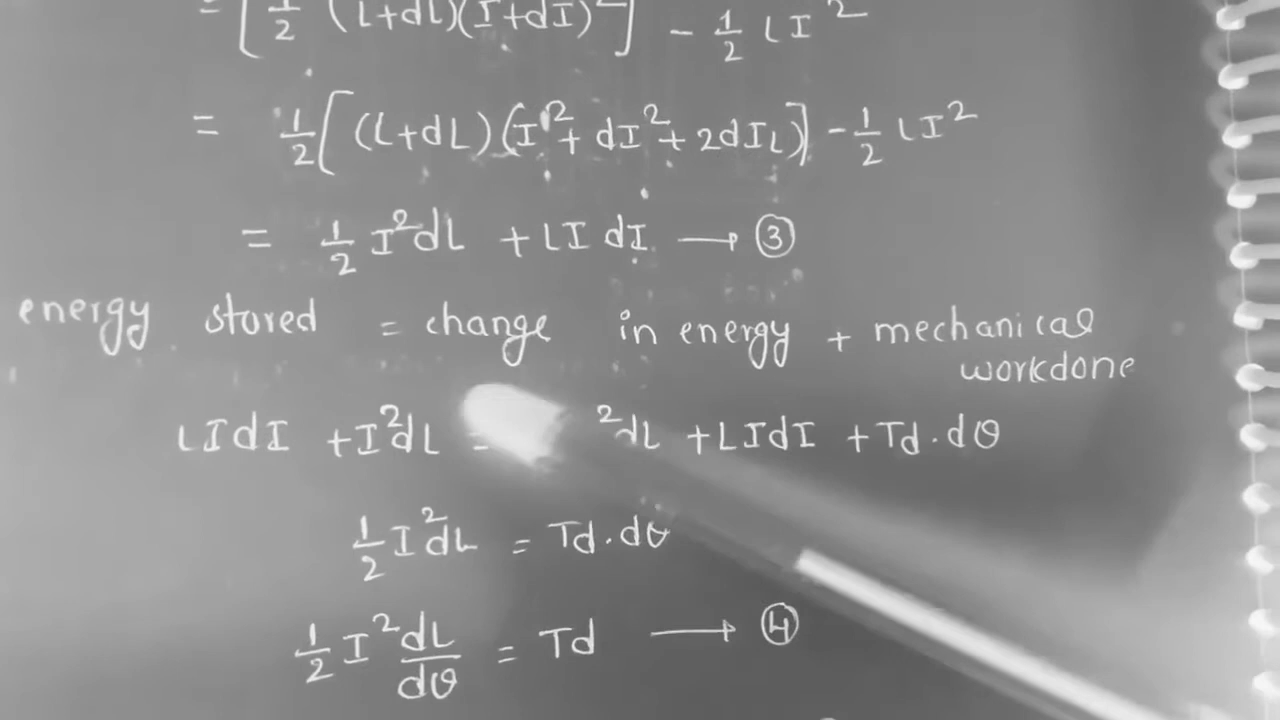 = [ 1/2 (L+dL)(I+dI)² ] - 1/2 LI²
= 1/2 [ (L+dL)(I² + dI² + 2dIL) ] - 1/2 LI²
= 1/2 I²dL + LI dI. → ③
energy stored = change in energy + mechanical workdone
LIdI + I²dL = ²dL + LIdI + Td.dθ
1/2 I²dL = Td.dθ
1/2 I² dL/dθ = Td → ④